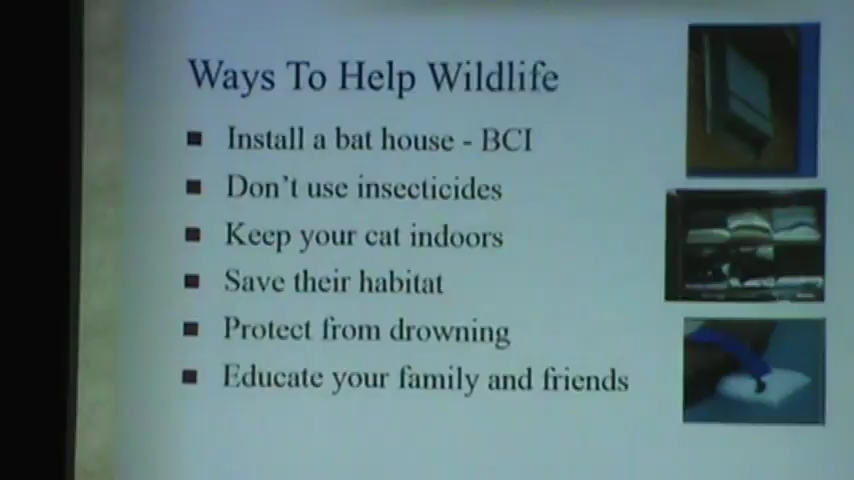 Ways To Help Wildlife
Install a bat house - BCI
Don't use insecticides
Keep your cat indoors
Save their habitat
Protect from drowning
Educate your family and friends